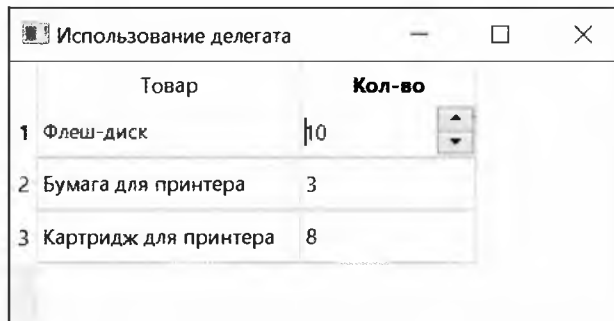 Использование делегата
Товар Кол-во
1 Флеш-диск 10
2 Бумага для принтера 3
3 Картридж для принтера 8